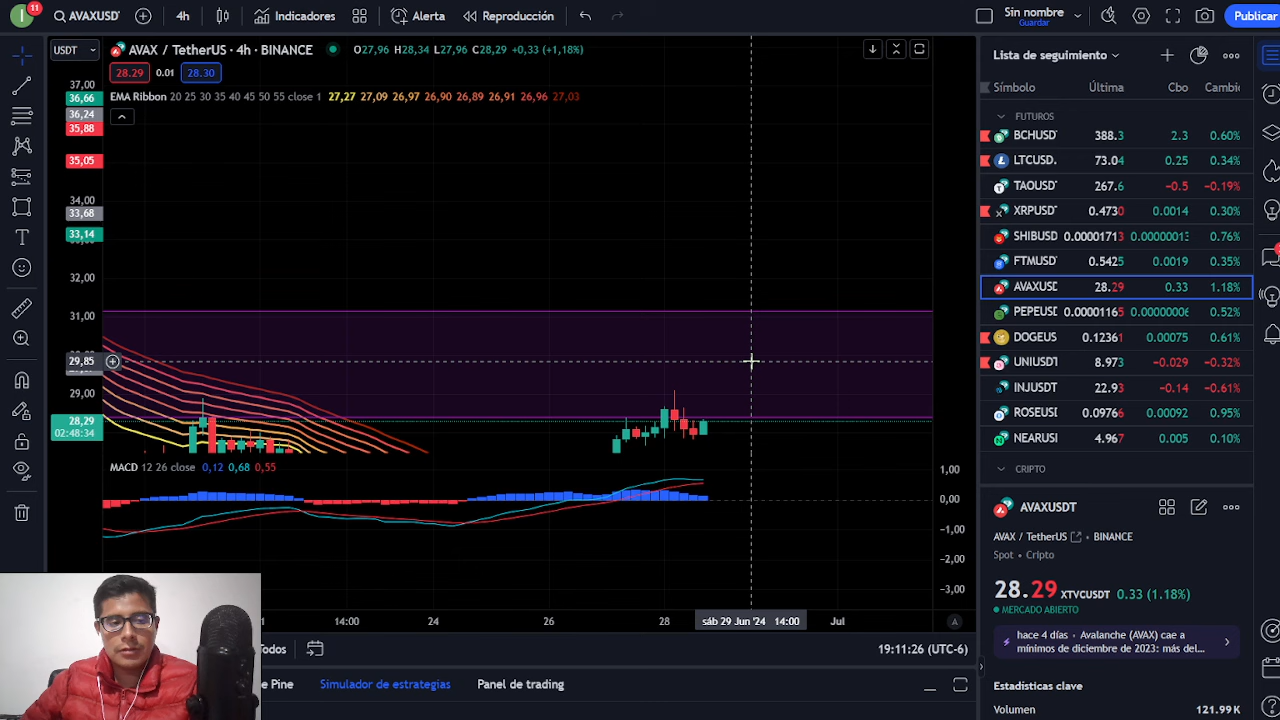 I
11
AVAXUSDT
4h
Indicadores
Alerta
Reproducción
Sin nombre
Guardar
Publicar
USDT
AVAX / TetherUS · 4h · BINANCE
O27,96 H28,34 L27,96 C28,29 +0,33 (+1,18%)
28.29
0.01
28.30
EMA Ribbon 20 25 30 35 40 45 50 55 close 1 27,27 27,09 26,97 26,90 26,89 26,91 26,96 27,03
37,00
36,66
36,24
35,88
35,05
34,00
33,68
33,14
32,00
31,00
29,85
29,00
28,29
02:48:34
MACD 12 26 close 0,12 0,68 0,55
1,00
0,00
−1,00
−2,00
−3,00
14:00
24
26
28
sáb 29 Jun '24 14:00
Jul
A
Todos
19:11:26 (UTC-6)
e Pine
Simulador de estrategias
Panel de trading
Lista de seguimiento
Símbolo Última Cbo Cambi
FUTUROS
BCHUSD 388.3 2.3 0.60%
LTCUSD. 73.04 0.25 0.34%
TAOUSD 267.6 −0.5 −0.19%
XRPUSD 0.4730 0.0014 0.30%
SHIBUSD 0.00001713 0.00000013 0.76%
FTMUSD 0.5425 0.0019 0.35%
AVAXUSD 28.29 0.33 1.18%
PEPEUSD 0.00001165 0.00000006 0.52%
DOGEUS 0.12361 0.00075 0.61%
UNIUSDT 8.973 −0.029 −0.32%
INJUSDT 22.93 −0.14 −0.61%
ROSEUS 0.09766 0.00092 0.95%
NEARUSI 4.967 0.005 0.10%
CRIPTO
AVAXUSDT
AVAX / TetherUS · BINANCE
Spot • Cripto
28.29 XTVCUSDT 0.33 (1.18%)
MERCADO ABIERTO
hace 4 días • Avalanche (AVAX) cae a
mínimos de diciembre de 2023: más del...
Estadísticas clave
Volumen 121.99K